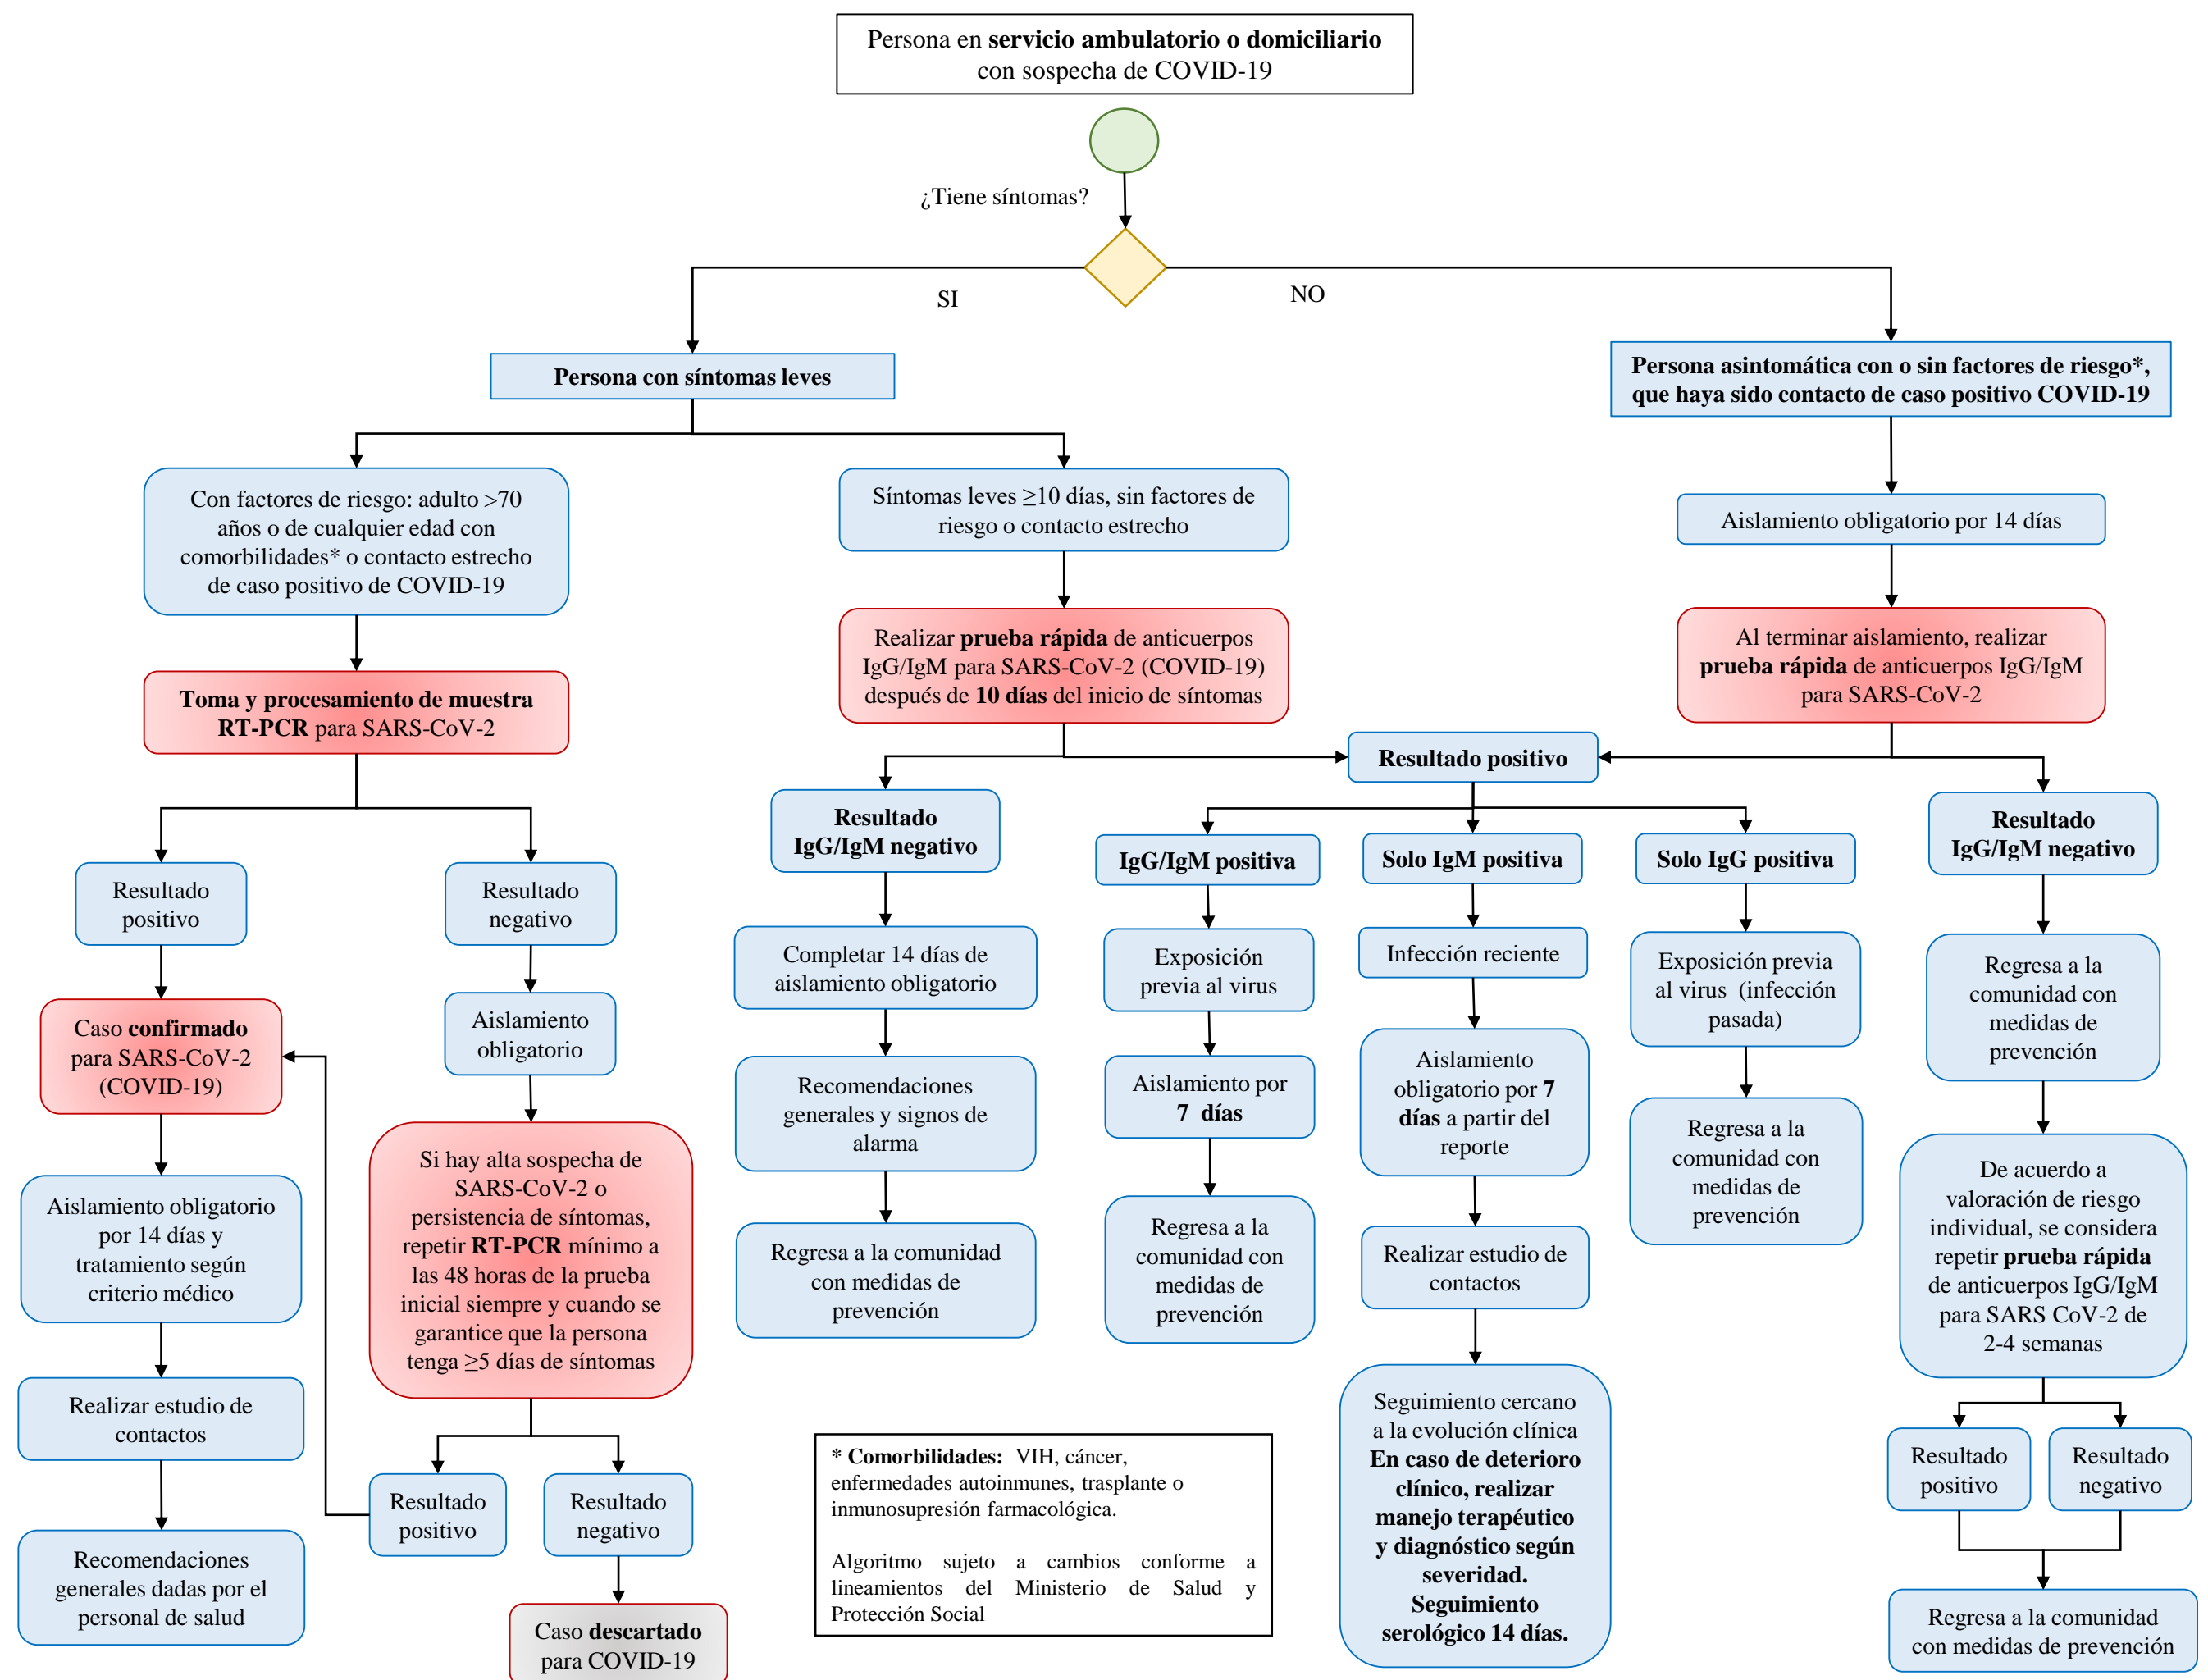 Persona en servicio ambulatorio o domiciliario
con sospecha de COVID-19
¿Tiene síntomas?
SI
NO
Persona con síntomas leves
Persona asintomática con o sin factores de riesgo*,
que haya sido contacto de caso positivo COVID-19
Con factores de riesgo: adulto >70
años o de cualquier edad con
comorbilidades* o contacto estrecho
de caso positivo de COVID-19
Síntomas leves ≥10 días, sin factores de
riesgo o contacto estrecho
Aislamiento obligatorio por 14 días
Toma y procesamiento de muestra
RT-PCR para SARS-CoV-2
Realizar prueba rápida de anticuerpos
IgG/IgM para SARS-CoV-2 (COVID-19)
después de 10 días del inicio de síntomas
Al terminar aislamiento, realizar
prueba rápida de anticuerpos IgG/IgM
para SARS-CoV-2
Resultado positivo
Resultado
IgG/IgM negativo
IgG/IgM positiva
Solo IgM positiva
Solo IgG positiva
Resultado
IgG/IgM negativo
Resultado
positivo
Resultado
negativo
Completar 14 días de
aislamiento obligatorio
Exposición
previa al virus
Infección reciente
Exposición previa
al virus (infección
pasada)
Regresa a la
comunidad con
medidas de
prevención
Caso confirmado
para SARS-CoV-2
(COVID-19)
Aislamiento
obligatorio
Recomendaciones
generales y signos de
alarma
Aislamiento por
7 días
Aislamiento
obligatorio por 7
días a partir del
reporte
Regresa a la
comunidad con
medidas de
prevención
De acuerdo a
valoración de riesgo
individual, se considera
repetir prueba rápida
de anticuerpos IgG/IgM
para SARS CoV-2 de
2-4 semanas
Aislamiento obligatorio
por 14 días y
tratamiento según
criterio médico
Si hay alta sospecha de
SARS-CoV-2 o
persistencia de síntomas,
repetir RT-PCR mínimo a
las 48 horas de la prueba
inicial siempre y cuando se
garantice que la persona
tenga ≥5 días de síntomas
Regresa a la comunidad
con medidas de
prevención
Regresa a la
comunidad con
medidas de
prevención
Realizar estudio de
contactos
Realizar estudio de
contactos
Seguimiento cercano
a la evolución clínica
En caso de deterioro
clínico, realizar
manejo terapéutico
y diagnóstico según
severidad.
Seguimiento
serológico 14 días.
Resultado
positivo
Resultado
negativo
Resultado
positivo
Resultado
negativo
* Comorbilidades: VIH, cáncer,
enfermedades autoinmunes, trasplante o
inmunosupresión farmacológica.
Algoritmo sujeto a cambios conforme a
lineamientos del Ministerio de Salud y
Protección Social
Recomendaciones
generales dadas por el
personal de salud
Caso descartado
para COVID-19
Regresa a la comunidad
con medidas de prevención